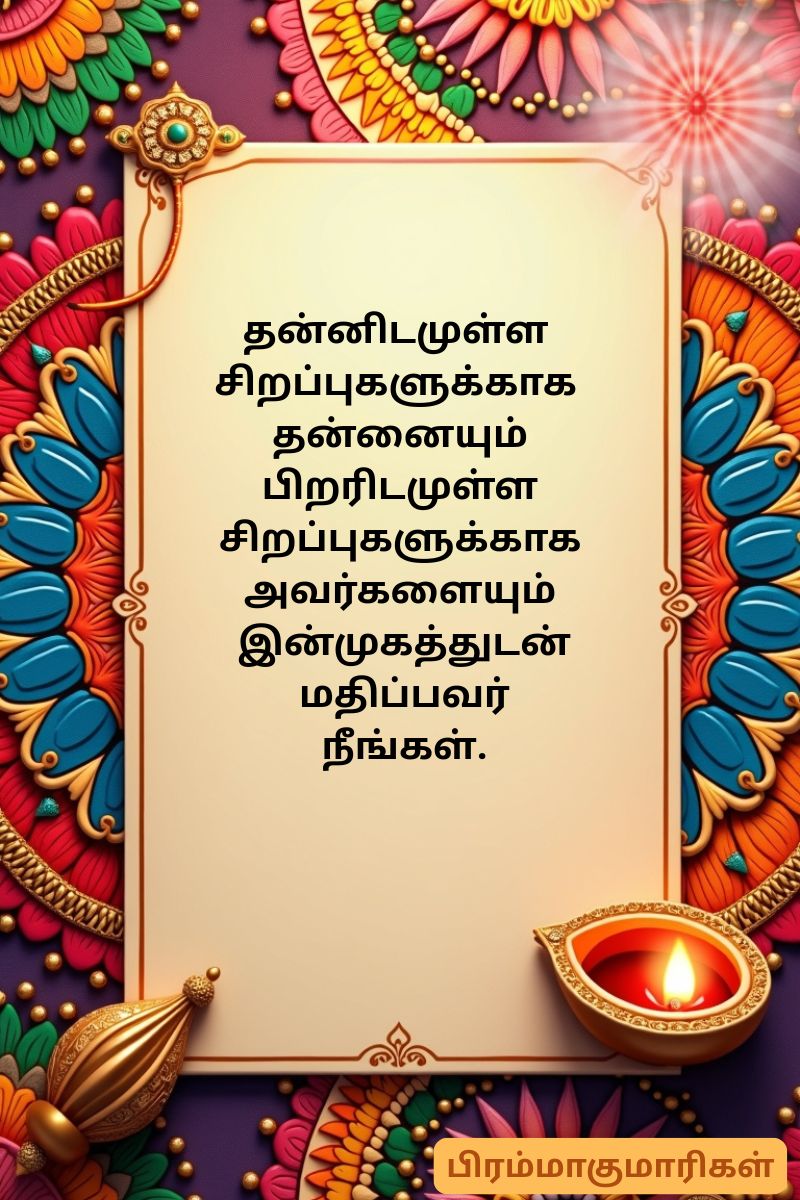 தன்னிடமுள்ள
சிறப்புகளுக்காக
தன்னையும்
பிறரிடமுள்ள
சிறப்புகளுக்காக
அவர்களையும்
இன்முகத்துடன்
மதிப்பவர்
நீங்கள்.
பிரம்மாகுமாரிகள்